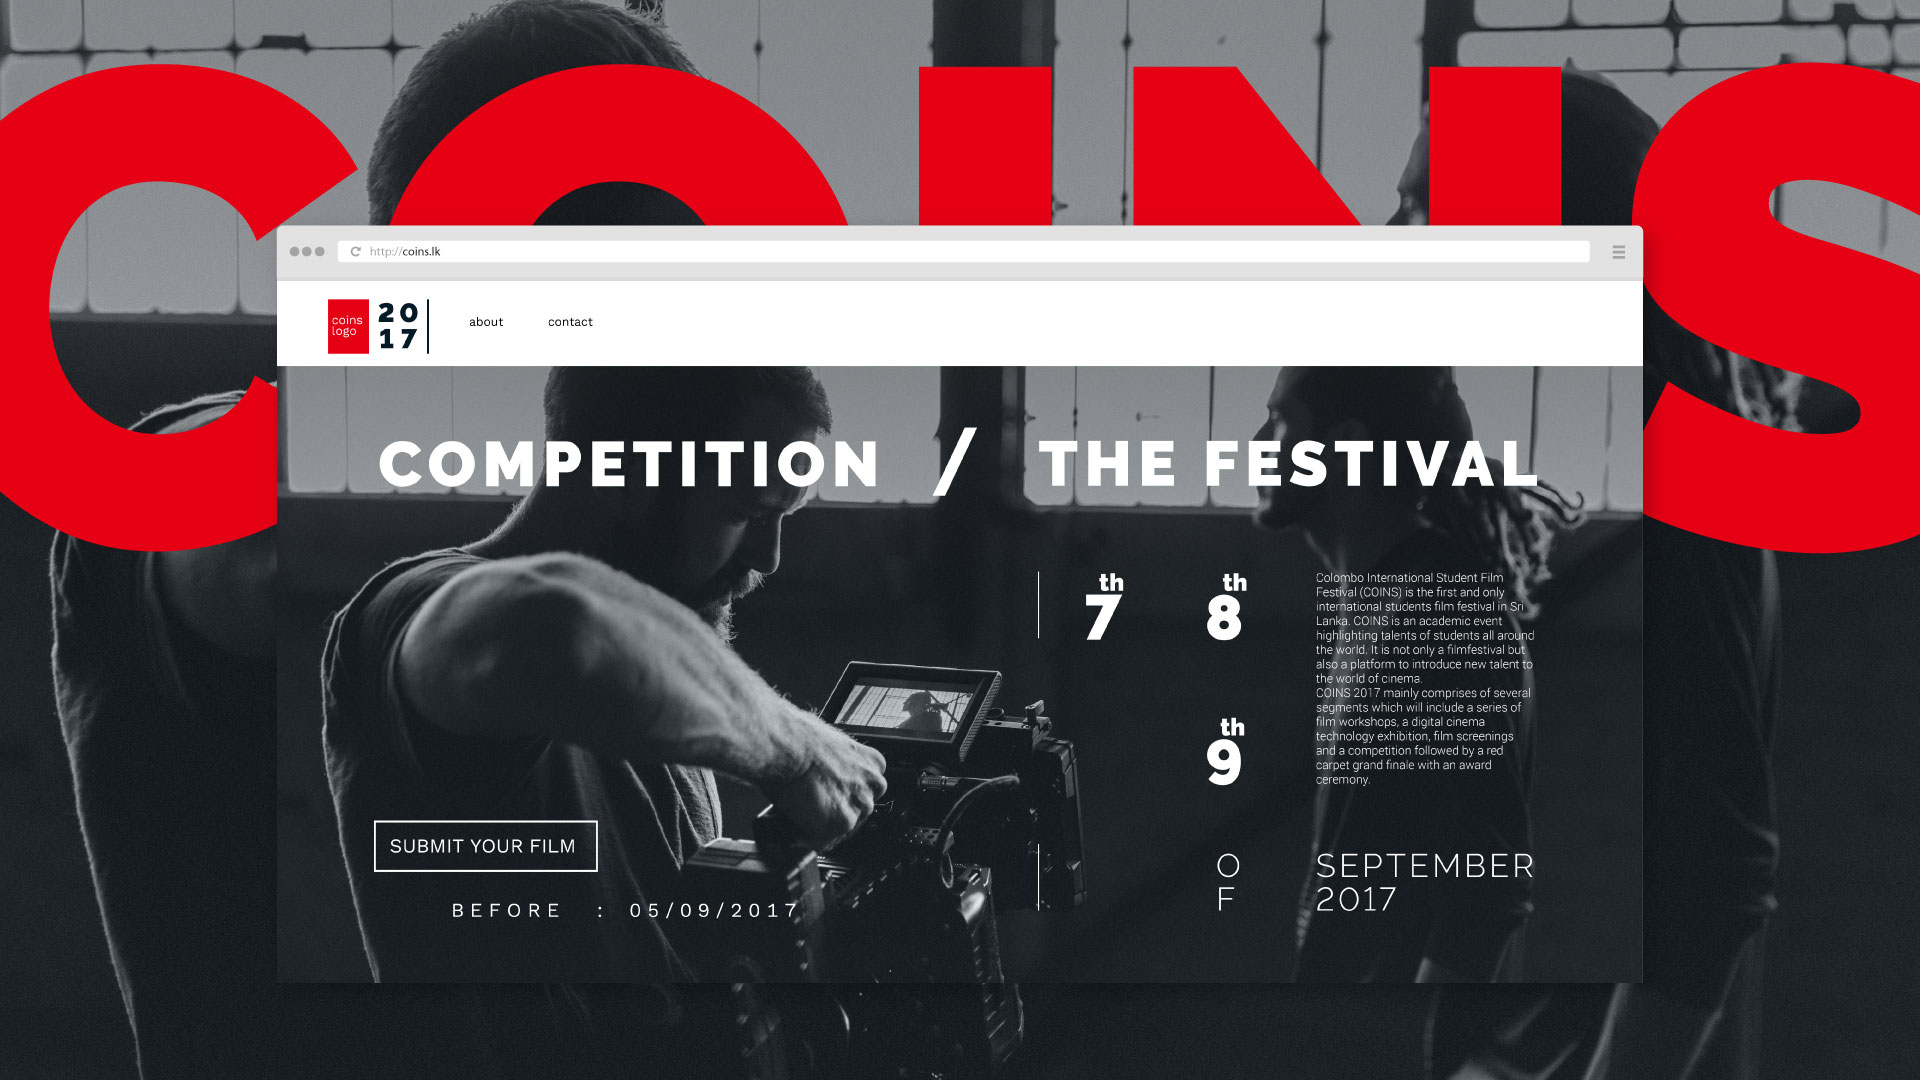 COINS
http://coins.lk
coins
logo
20
17
about
contact
COMPETITION / THE FESTIVAL
7th
8th
9th
Colombo International Student Film
Festival (COINS) is the first and only
international students film festival in Sri
Lanka. COINS is an academic event
highlighting talents of students all around
the world. It is not only a filmfestival but
also a platform to introduce new talent to
the world of cinema.
COINS 2017 mainly comprises of several
segments which will include a series of
film workshops, a digital cinema
technology exhibition, film screenings
and a competition followed by a red
carpet grand finale with an award
ceremony.
OF
SEPTEMBER
2017
SUBMIT YOUR FILM
BEFORE : 05/09/2017